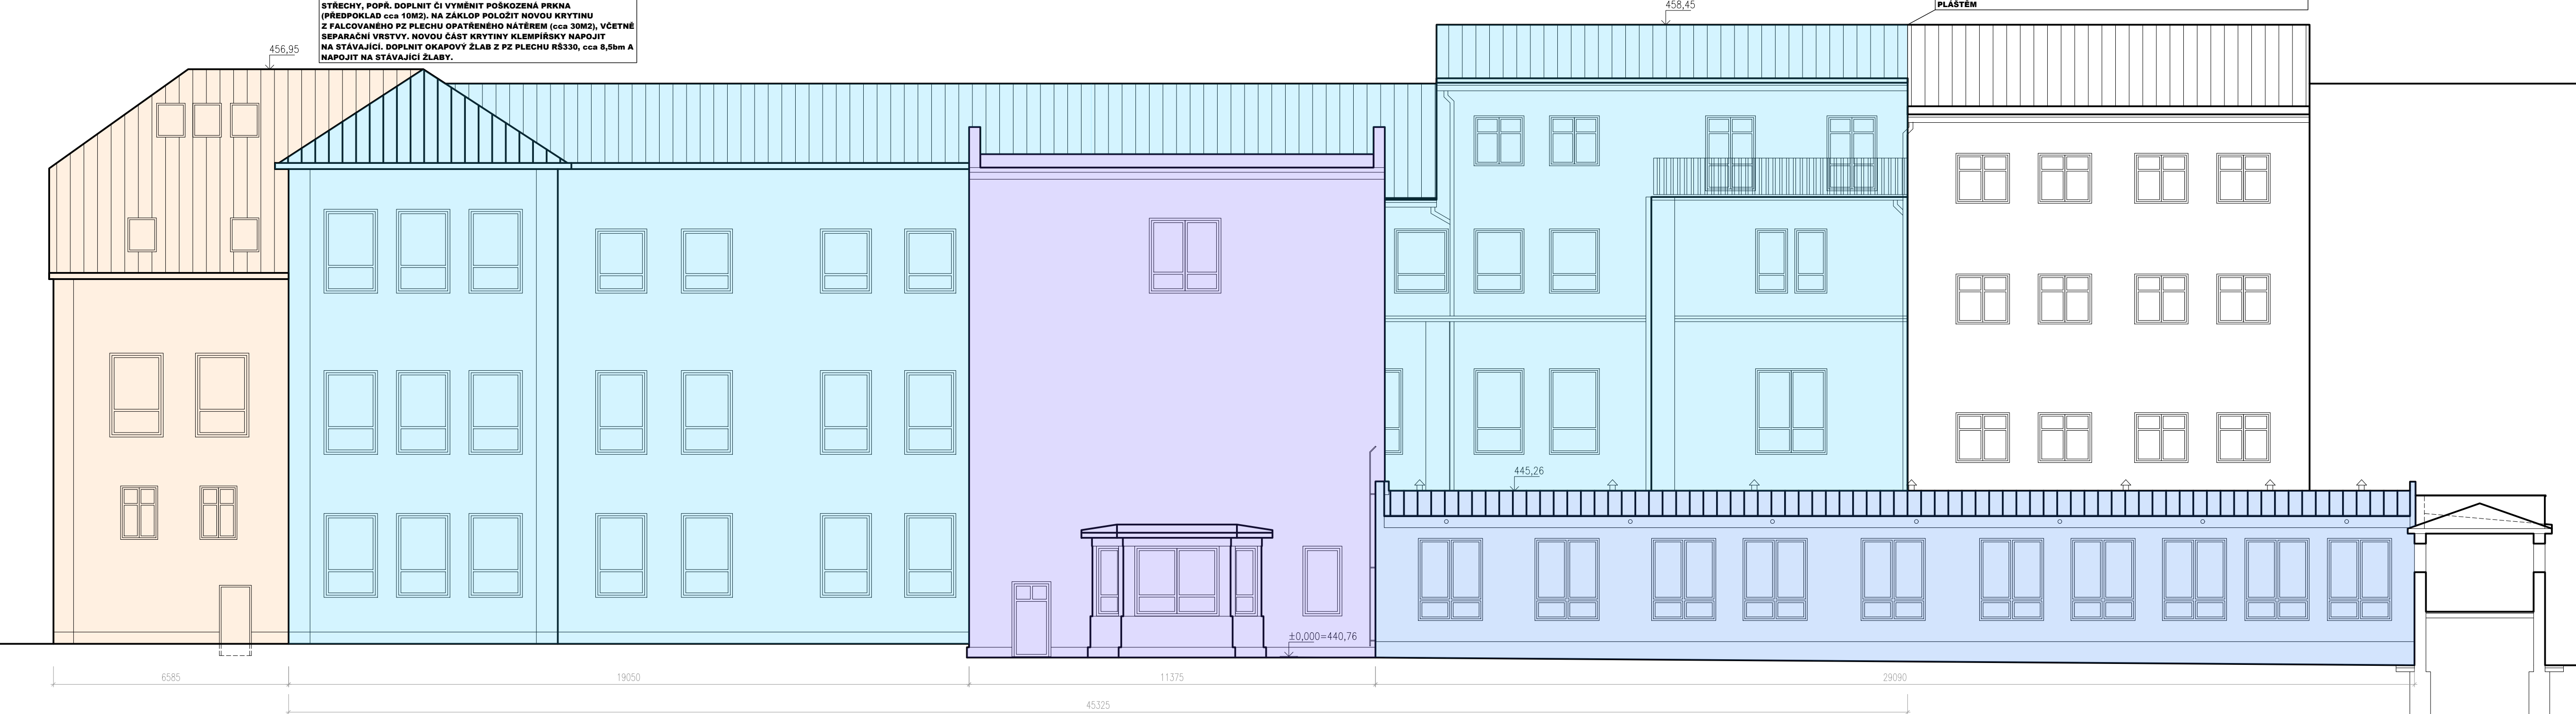 STŘECHY, POPŘ. DOPLNIT ČI VYMĚNIT POŠKOZENÁ PRKNA
(PŘEDPOKLAD cca 10M2). NA ZÁKLOP POLOŽIT NOVOU KRYTINU
Z FALCOVANÉHO PZ PLECHU OPATŘENÉHO NÁTĚREM (cca 30M2), VČETNĚ
SEPARAČNÍ VRSTVY. NOVOU ČÁST KRYTINY KLEMPÍŘSKY NAPOJIT
NA STÁVAJÍCÍ. DOPLNIT OKAPOVÝ ŽLAB Z PZ PLECHU RŠ330, cca 8,5bm A
NAPOJIT NA STÁVAJÍCÍ ŽLABY.
458,45
PLÁŠTĚM
456,95
445,26
±0,000=440,76
6585
19050
11375
29090
45325